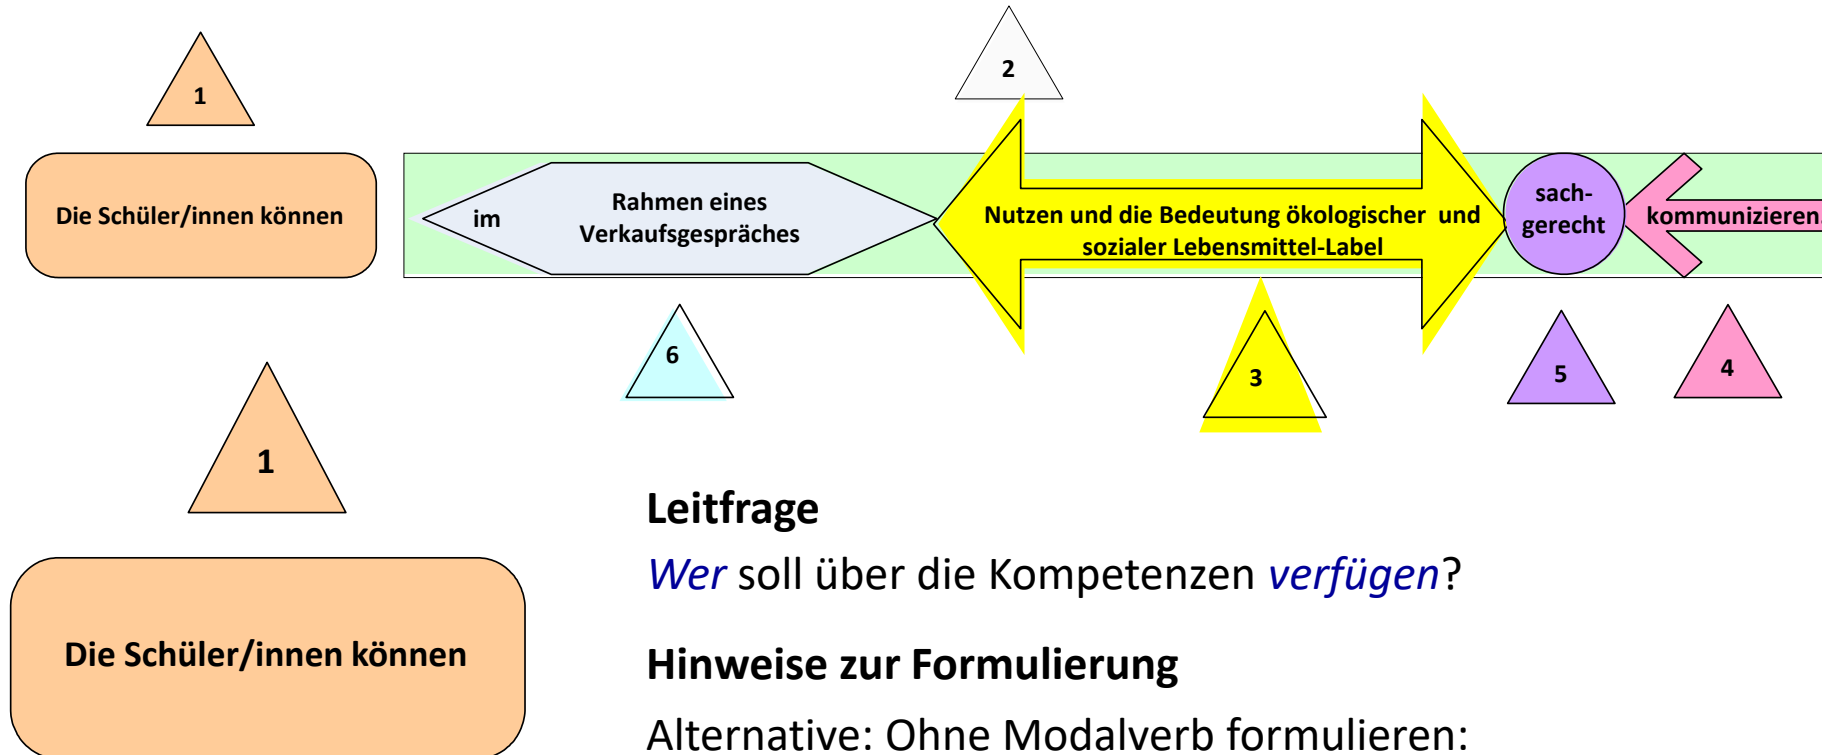 1
2
Die Schüler/innen können
im
Rahmen eines
Verkaufsgespräches
Nutzen und die Bedeutung ökologischer und
sozialer Lebensmittel-Label
sach-
gerecht
kommunizieren.
6
3
5
4
1
Die Schüler/innen können
Leitfrage
Wer soll über die Kompetenzen verfügen?
Hinweise zur Formulierung
Alternative: Ohne Modalverb formulieren: